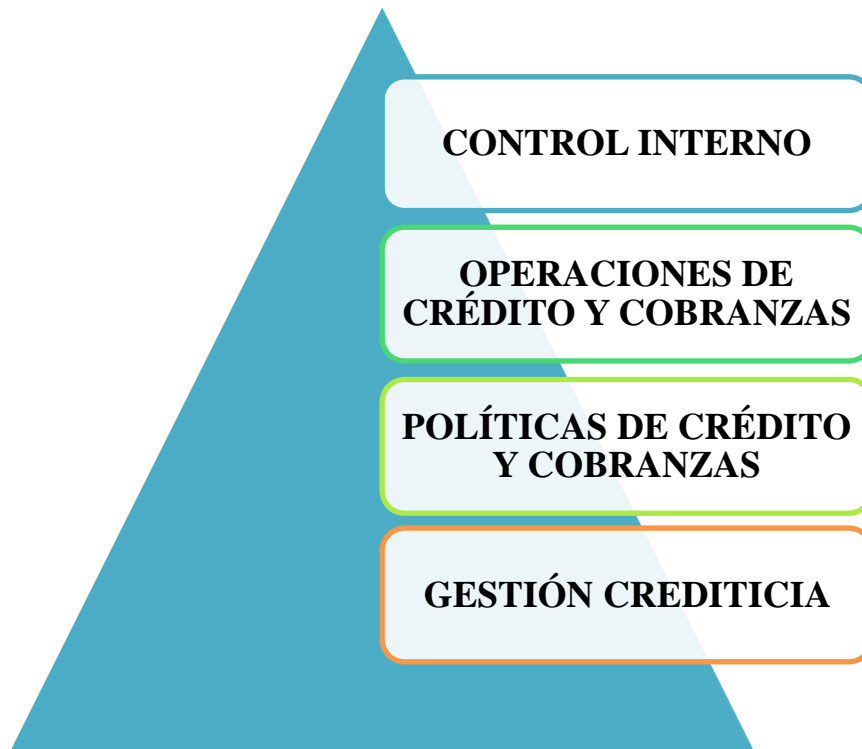 CONTROL INTERNO
OPERACIONES DE
CRÉDITO Y COBRANZAS
POLÍTICAS DE CRÉDITO
Y COBRANZAS
GESTIÓN CREDITICIA